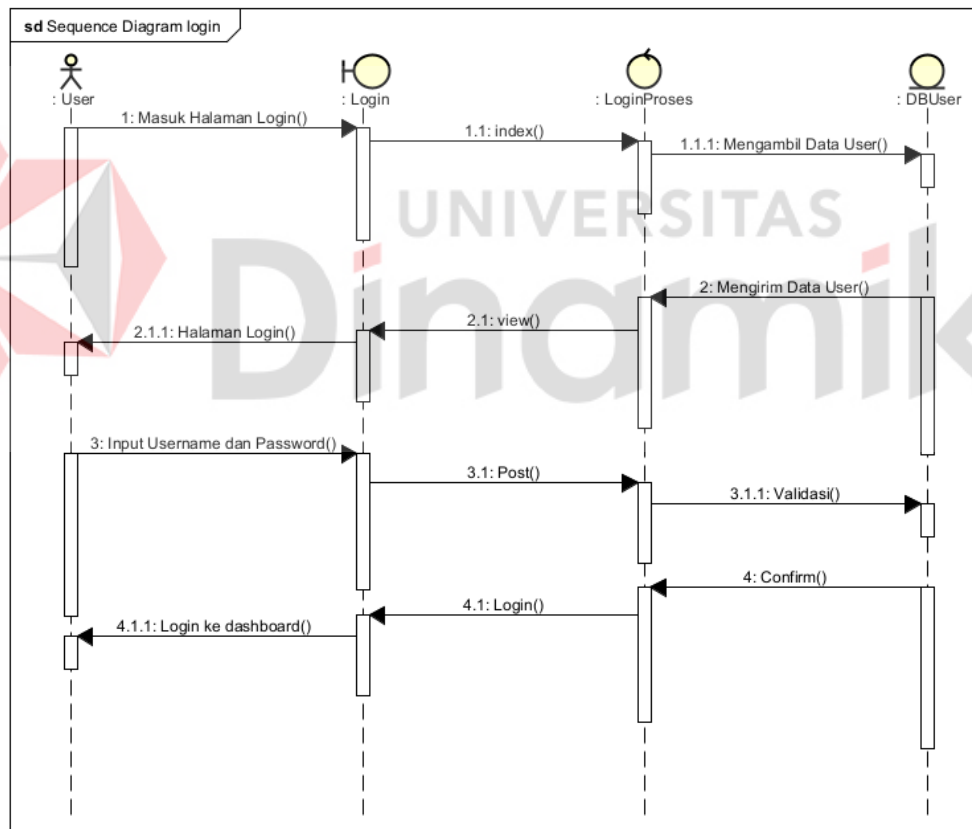 sd Sequence Diagram login
: User
: Login
: LoginProses
: DBUser
1: Masuk Halaman Login()
1.1: index()
1.1.1: Mengambil Data User()
UNIVERSITAS
Dinamik
2: Mengirim Data User()
2.1: view()
2.1.1: Halaman Login()
3: Input Username dan Password()
3.1: Post()
3.1.1: Validasi()
4: Confirm()
4.1: Login()
4.1.1: Login ke dashboard()